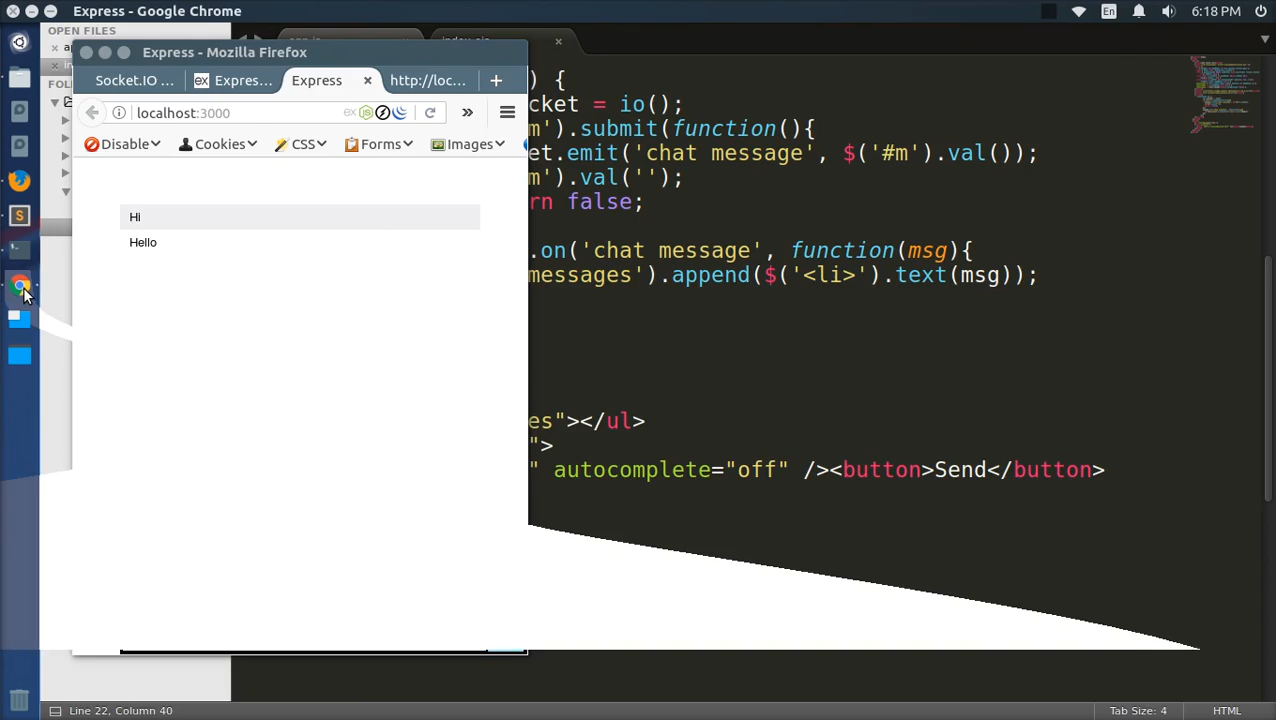 Express - Google Chrome
En
6:18 PM
OPEN FILES
Express - Mozilla Firefox
Socket.IO ...
Express...
Express
http://loc...
localhost:3000
Disable
Cookies
CSS
Forms
Images
Hi
Hello
) {
cket = io();
m').submit(function(){
et.emit('chat message', $('#m').val());
m').val('');
rn false;
.on('chat message', function(msg){
messages').append($('<li>').text(msg));
es"></ul>
">
" autocomplete="off" /><button>Send</button>
Line 22, Column 40
Tab Size: 4
HTML